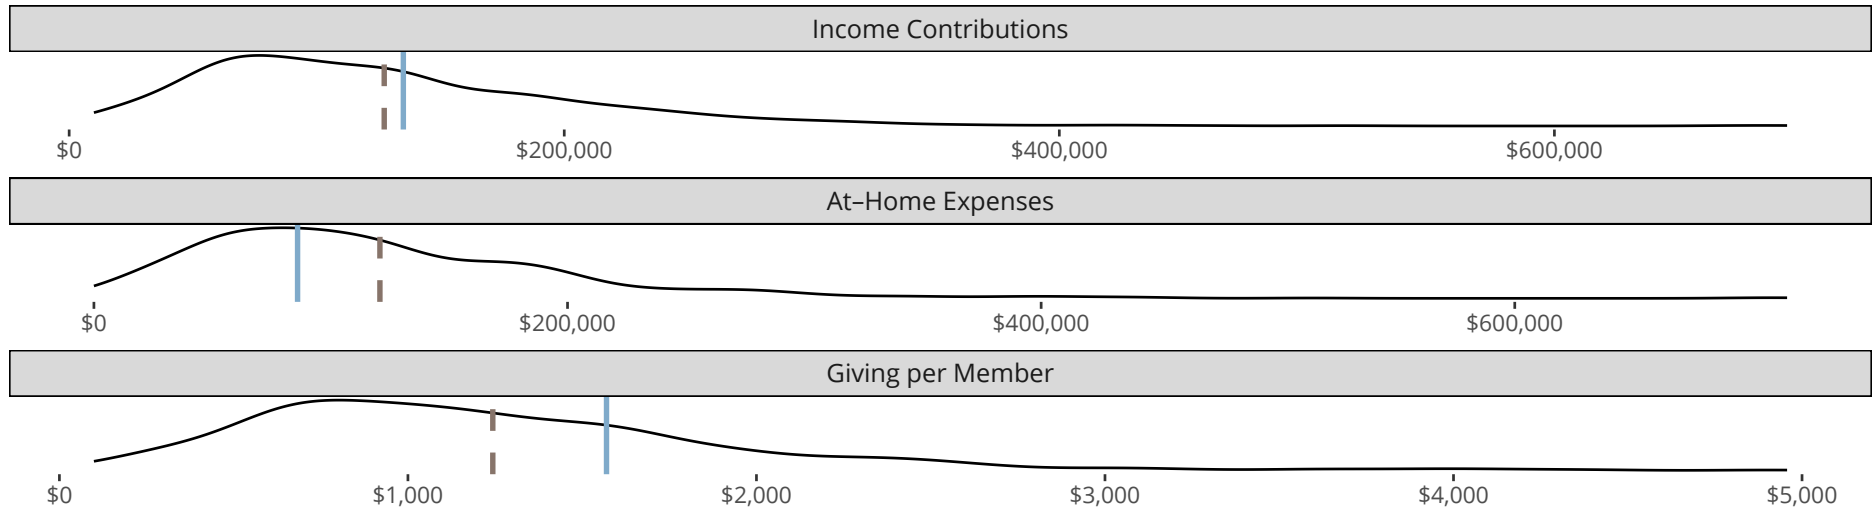 Income Contributions
$0 $200,000 $400,000 $600,000
At–Home Expenses
$0 $200,000 $400,000 $600,000
Giving per Member
$0 $1,000 $2,000 $3,000 $4,000 $5,000